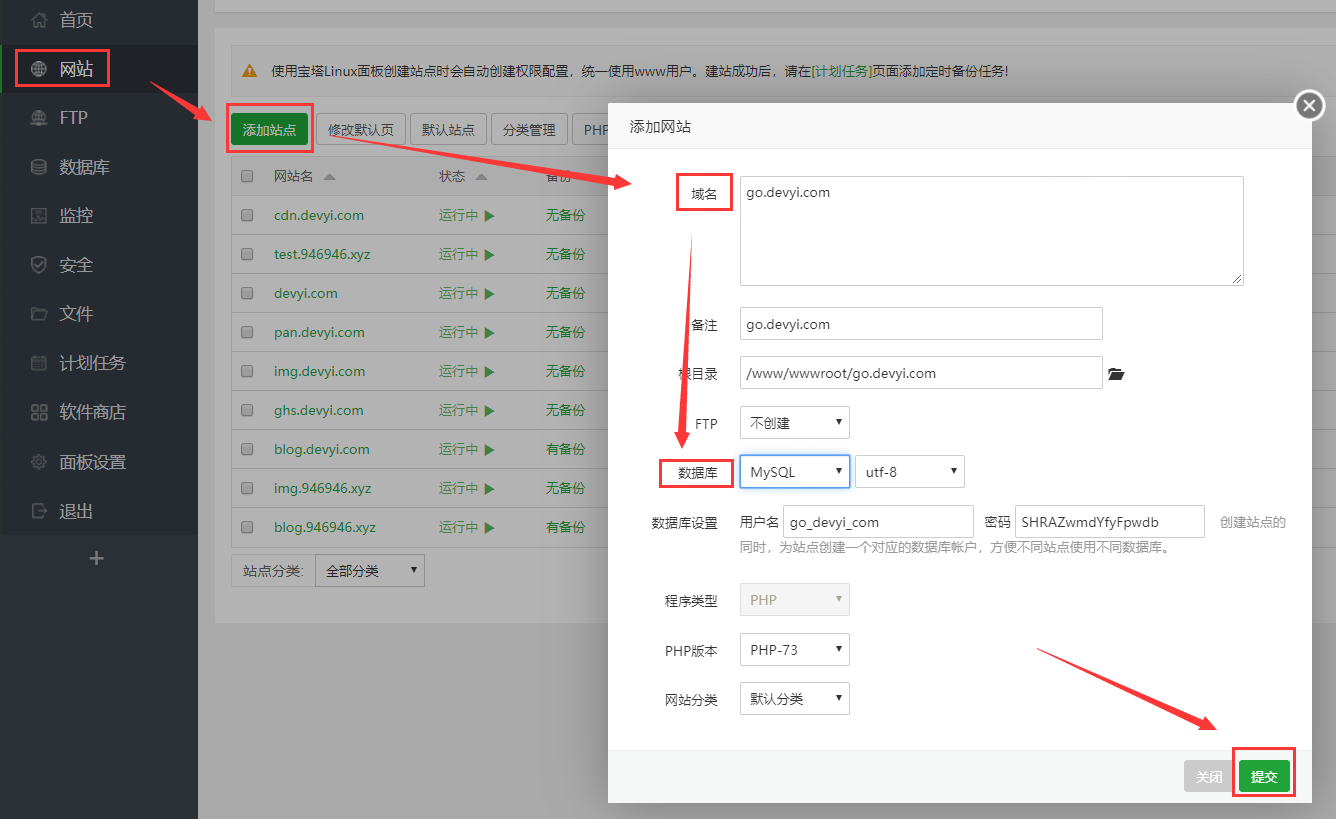 首页
网站
FTP
数据库
监控
安全
文件
计划任务
软件商店
面板设置
退出
使用宝塔Linux面板创建站点时会自动创建权限配置，统一使用www用户。建站成功后，请在[计划任务]页面添加定时备份任务!
添加站点 修改默认页 默认站点 分类管理 PHP
网站名 状态 备份
cdn.devyi.com 运行中 无备份
test.946946.xyz 运行中 无备份
devyi.com 运行中 无备份
pan.devyi.com 运行中 无备份
img.devyi.com 运行中 无备份
ghs.devyi.com 运行中 无备份
blog.devyi.com 运行中 有备份
img.946946.xyz 运行中 无备份
blog.946946.xyz 运行中 有备份
站点分类: 全部分类
添加网站
域名 go.devyi.com
备注 go.devyi.com
根目录 /www/wwwroot/go.devyi.com
FTP 不创建
数据库 MySQL utf-8
数据库设置 用户名 go_devyi_com 密码 SHRAZwmdYfyFpwdb 创建站点的
同时，为站点创建一个对应的数据库帐户，方便不同站点使用不同数据库。
程序类型 PHP
PHP版本 PHP-73
网站分类 默认分类
关闭 提交